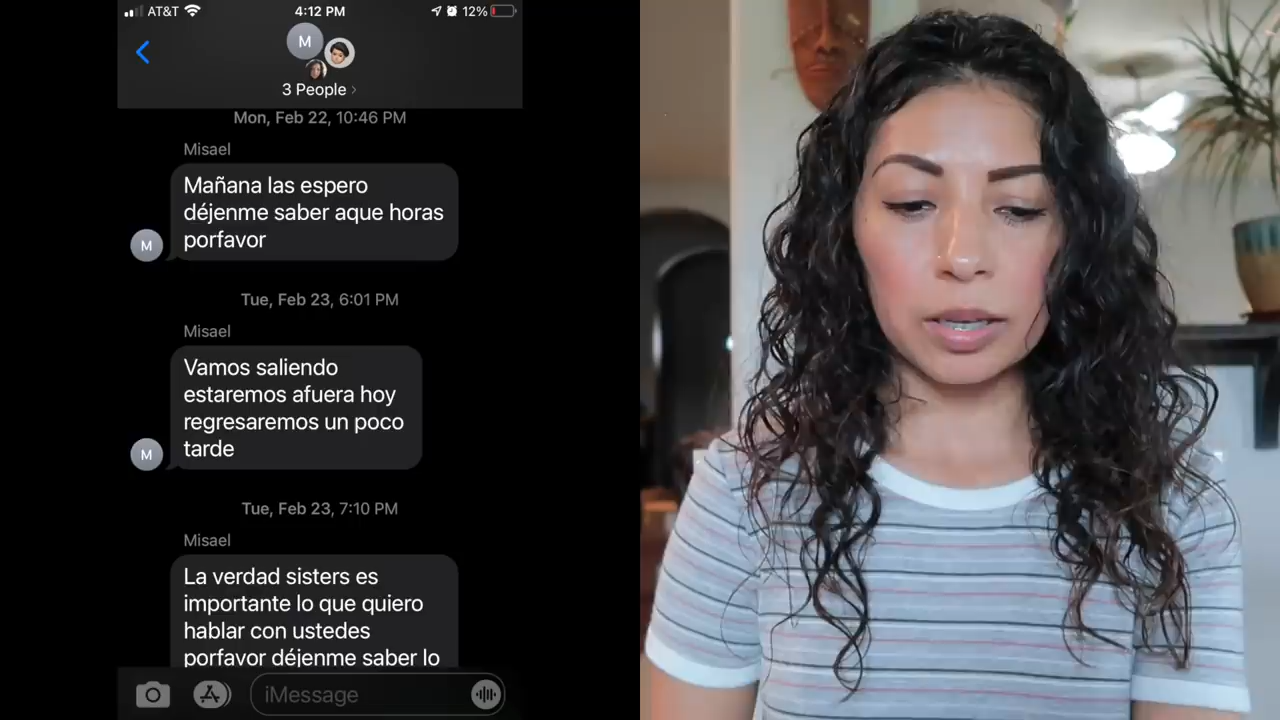 AT&T 4:12 PM 12%
M
3 People
Mon, Feb 22, 10:46 PM
Misael
Mañana las espero
déjenme saber aque horas
porfavor
M
Tue, Feb 23, 6:01 PM
Misael
Vamos saliendo
estaremos afuera hoy
regresaremos un poco
tarde
M
Tue, Feb 23, 7:10 PM
Misael
La verdad sisters es
importante lo que quiero
hablar con ustedes
porfavor déjenme saber lo
iMessage